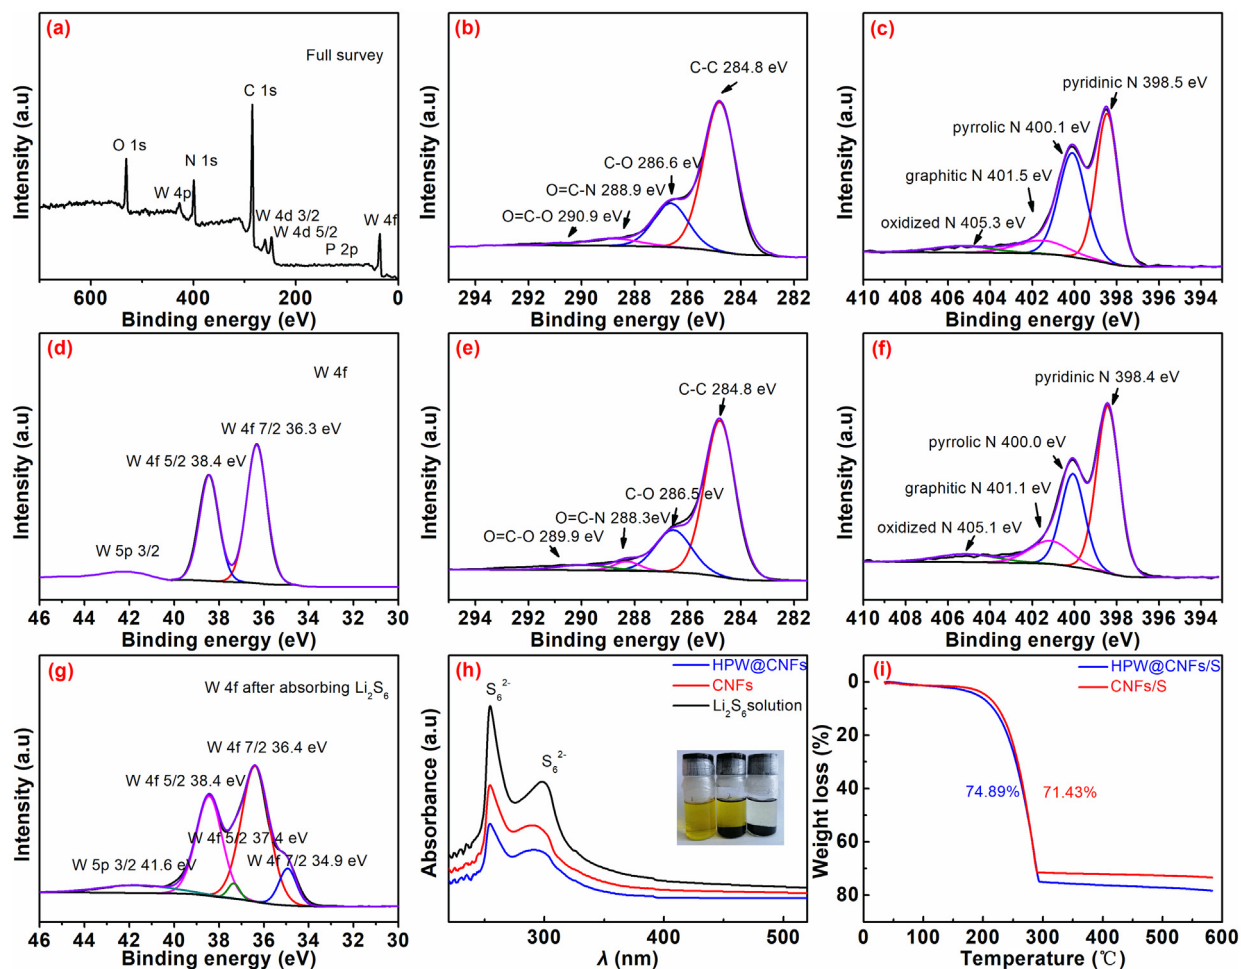 (a)
Full survey
C 1s
O 1s
N 1s
W 4p
W 4d 3/2
W 4d 5/2
W 4f
P 2p
Intensity (a.u)
600 400 200 0
Binding energy (eV)
(b)
C-C 284.8 eV
C-O 286.6 eV
O=C-N 288.9 eV
O=C-O 290.9 eV
Intensity (a.u)
294 292 290 288 286 284 282
Binding energy (eV)
(c)
pyridinic N 398.5 eV
pyrrolic N 400.1 eV
graphitic N 401.5 eV
oxidized N 405.3 eV
Intensity (a.u)
410 408 406 404 402 400 398 396 394
Binding energy (eV)
(d)
W 4f
W 4f 7/2 36.3 eV
W 4f 5/2 38.4 eV
W 5p 3/2
Intensity (a.u)
46 44 42 40 38 36 34 32 30
Binding energy (eV)
(e)
C-C 284.8 eV
C-O 286.5 eV
O=C-N 288.3eV
O=C-O 289.9 eV
Intensity (a.u)
294 292 290 288 286 284 282
Binding energy (eV)
(f)
pyridinic N 398.4 eV
pyrrolic N 400.0 eV
graphitic N 401.1 eV
oxidized N 405.1 eV
Intensity (a.u)
410 408 406 404 402 400 398 396 394
Binding energy (eV)
(g)
W 4f after absorbing Li₂S₆
W 4f 7/2 36.4 eV
W 4f 5/2 38.4 eV
W 4f 5/2 37.4 eV
W 5p 3/2 41.6 eV
W 4f 7/2 34.9 eV
Intensity (a.u)
46 44 42 40 38 36 34 32 30
Binding energy (eV)
(h)
HPW@CNFs
CNFs
Li₂S₆solution
S₆²⁻
S₆²⁻
Absorbance (a.u)
300 400 500
λ (nm)
(i)
HPW@CNFs/S
CNFs/S
74.89%
71.43%
Weight loss (%)
0
20
40
60
80
0 100 200 300 400 500 600
Temperature (℃)